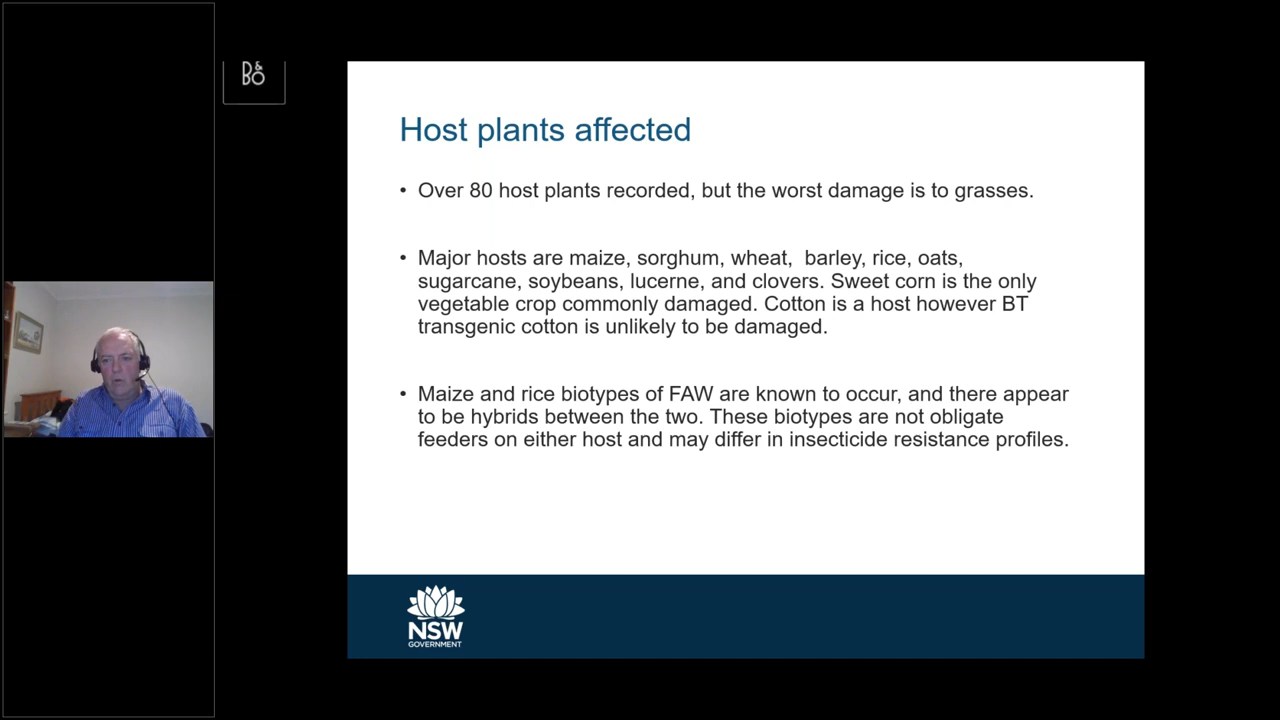 B&
BO
Host plants affected
• Over 80 host plants recorded, but the worst damage is to grasses.
• Major hosts are maize, sorghum, wheat,  barley, rice, oats,
sugarcane, soybeans, lucerne, and clovers. Sweet corn is the only
vegetable crop commonly damaged. Cotton is a host however BT
transgenic cotton is unlikely to be damaged.
• Maize and rice biotypes of FAW are known to occur, and there appear
to be hybrids between the two. These biotypes are not obligate
feeders on either host and may differ in insecticide resistance profiles.
NSW
GOVERNMENT